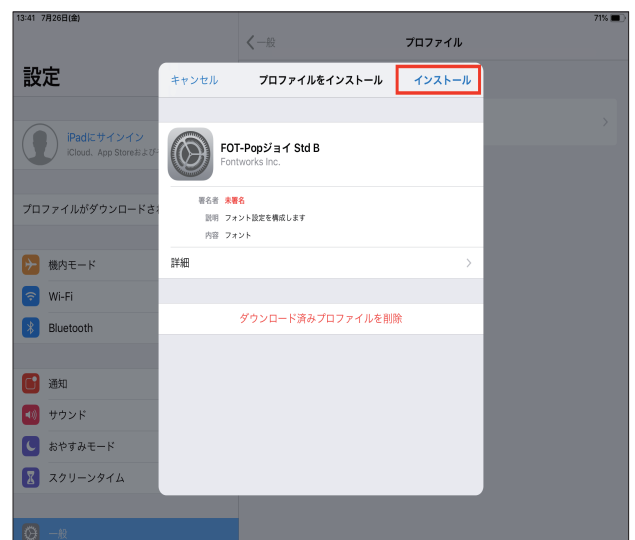 13:41 7月26日(金)
71%
一般
プロファイル
設定
キャンセル
プロファイルをインストール
インストール
iPadにサインイン
iCloud、App Storeおよびそ
FOT-Popジョイ Std B
Fontworks Inc.
署名者 未署名
説明 フォント設定を構成します
内容 フォント
プロファイルがダウンロードさ
詳細
機内モード
Wi-Fi
ダウンロード済みプロファイルを削除
Bluetooth
通知
サウンド
おやすみモード
スクリーンタイム
一般